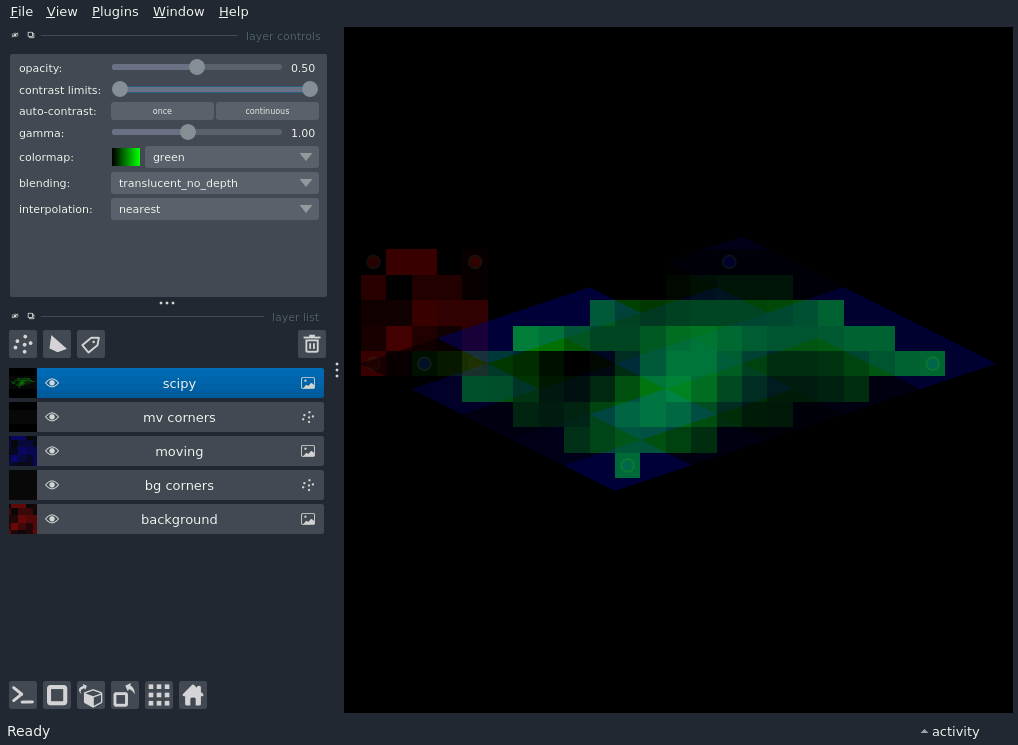 File View Plugins Window Help
layer controls
opacity: 0.50
contrast limits:
auto-contrast: once continuous
gamma: 1.00
colormap: green
blending: translucent_no_depth
interpolation: nearest
layer list
scipy
mv corners
moving
bg corners
background
Ready activity